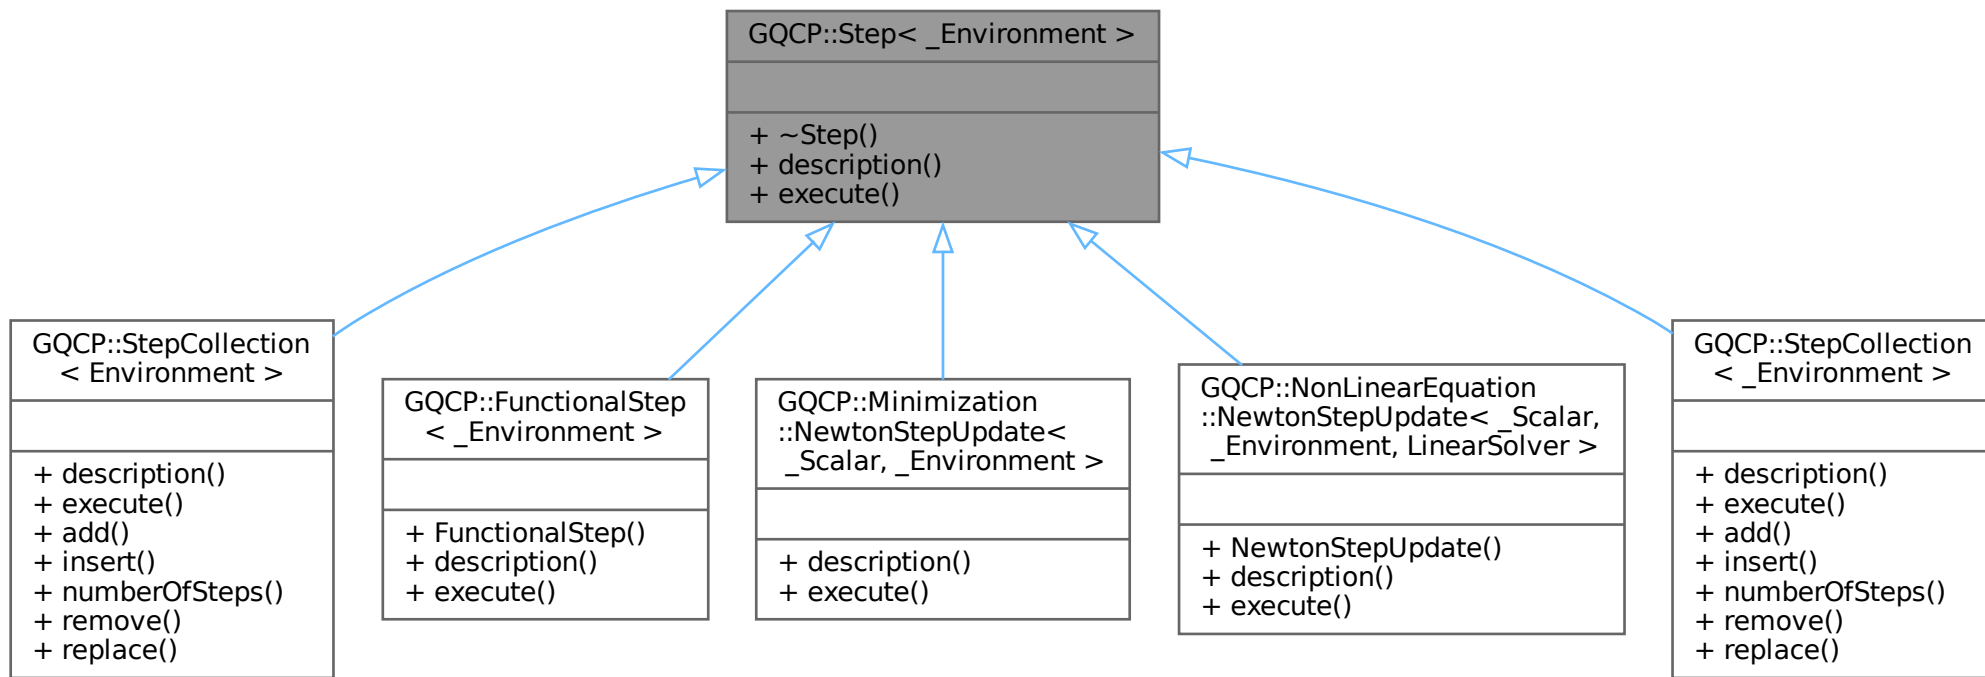 GQCP::Step< _Environment >
+ ~Step()
+ description()
+ execute()
GQCP::StepCollection
< Environment >
+ description()
+ execute()
+ add()
+ insert()
+ numberOfSteps()
+ remove()
+ replace()
GQCP::FunctionalStep
< _Environment >
+ FunctionalStep()
+ description()
+ execute()
GQCP::Minimization
::NewtonStepUpdate<
_Scalar, _Environment >
+ description()
+ execute()
GQCP::NonLinearEquation
::NewtonStepUpdate< _Scalar,
_Environment, LinearSolver >
+ NewtonStepUpdate()
+ description()
+ execute()
GQCP::StepCollection
< _Environment >
+ description()
+ execute()
+ add()
+ insert()
+ numberOfSteps()
+ remove()
+ replace()